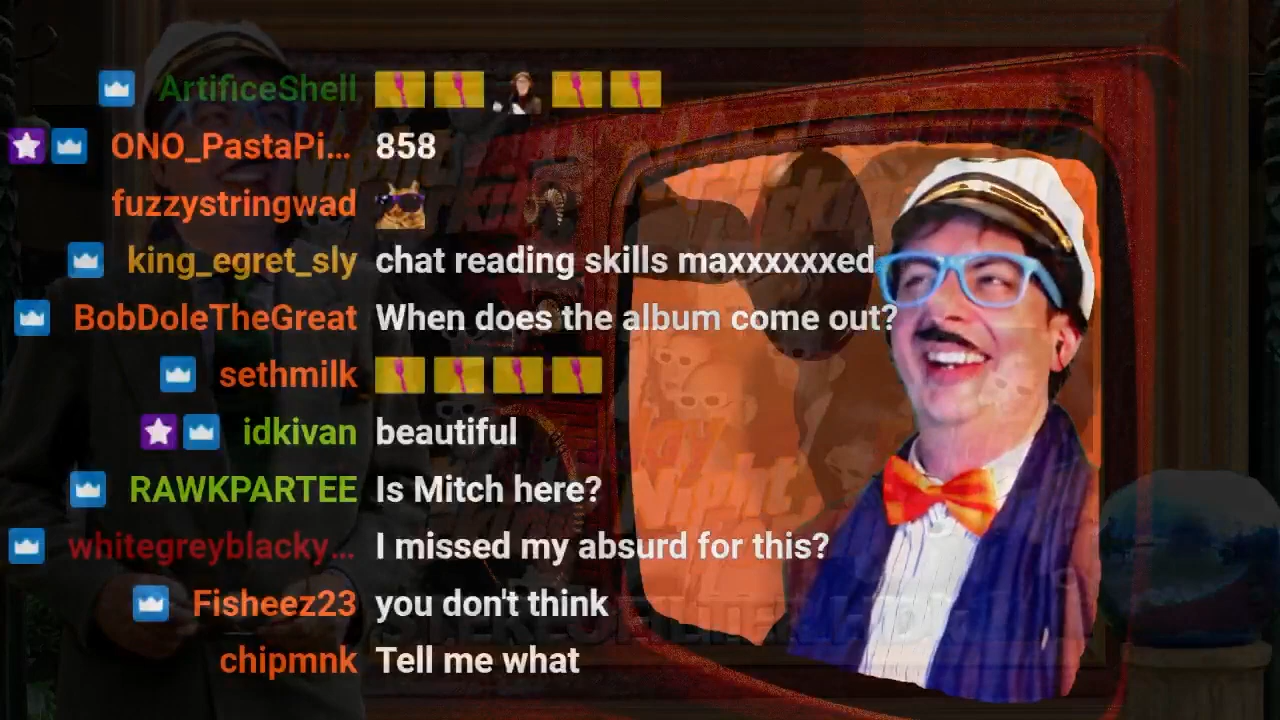 ArtificeShell
ONO_PastaPi... 858
fuzzystringwad
king_egret_sly chat reading skills maxxxxxxed
BobDoleTheGreat When does the album come out?
sethmilk
idkivan beautiful
RAWKPARTEE Is Mitch here?
whitegreyblacky... I missed my absurd for this?
Fisheez23 you don't think
chipmnk Tell me what